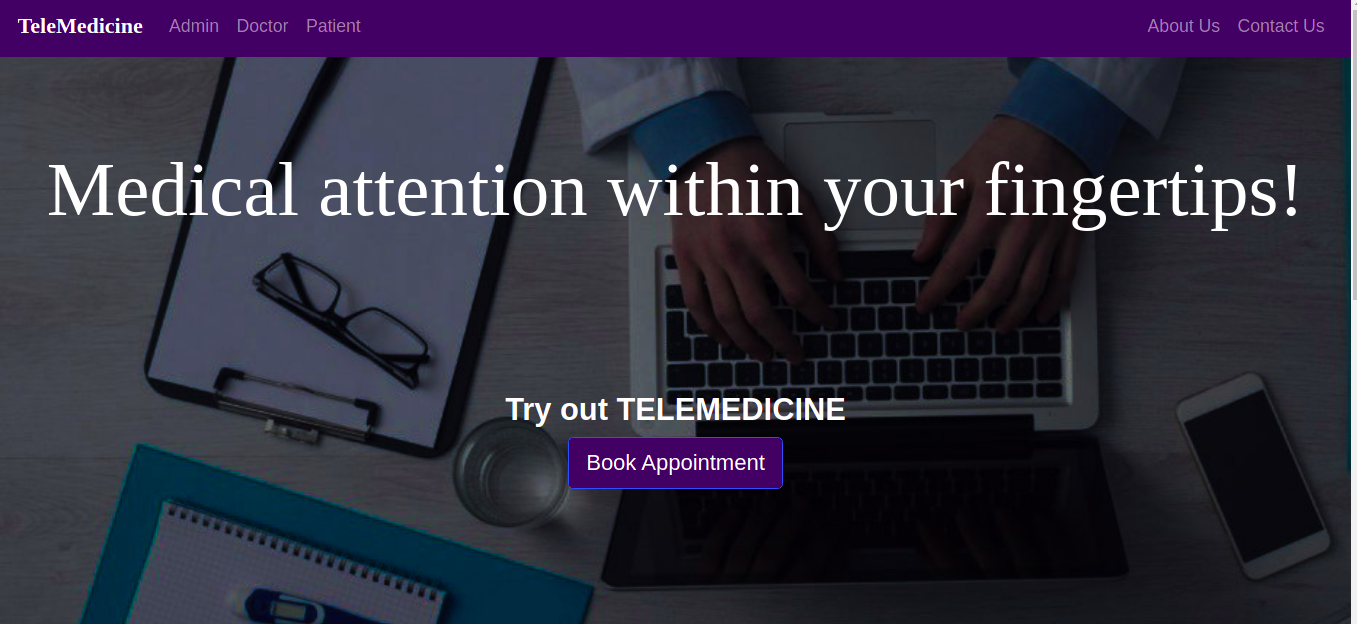 TeleMedicine Admin Doctor Patient About Us Contact Us
Medical attention within your fingertips!
Try out TELEMEDICINE
Book Appointment